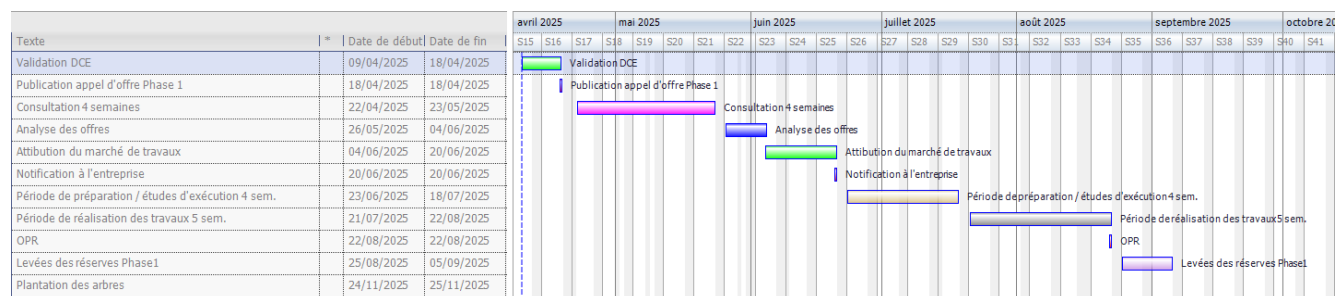 avril 2025 mai 2025 juin 2025 juillet 2025 août 2025 septembre 2025 octobre 20
Texte * Date de début Date de fin S15 S16 S17 S18 S19 S20 S21 S22 S23 S24 S25 S26 S27 S28 S29 S30 S31 S32 S33 S34 S35 S36 S37 S38 S39 S40 S41
Validation DCE 09/04/2025 18/04/2025 Validation DCE
Publication appel d'offre Phase 1 18/04/2025 18/04/2025 Publication appel d'offre Phase 1
Consultation 4 semaines 22/04/2025 23/05/2025 Consultation 4 semaines
Analyse des offres 26/05/2025 04/06/2025 Analyse des offres
Attibution du marché de travaux 04/06/2025 20/06/2025 Attibution du marché de travaux
Notification à l'entreprise 20/06/2025 20/06/2025 Notification à l'entreprise
Période de préparation / études d'exécution 4 sem. 23/06/2025 18/07/2025 Période de préparation / études d'exécution 4 sem.
Période de réalisation des travaux 5 sem. 21/07/2025 22/08/2025 Période de réalisation des travaux 5 sem.
OPR 22/08/2025 22/08/2025 OPR
Levées des réserves Phase1 25/08/2025 05/09/2025 Levées des réserves Phase1
Plantation des arbres 24/11/2025 25/11/2025